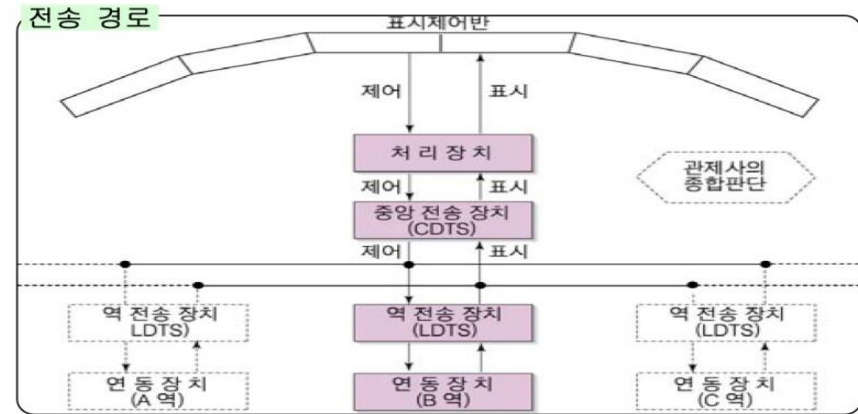 전송 경로
표시제어반
제어
표시
처 리 장 치
관제사의
종합판단
제어
표시
중앙 전송 장치
(CDTS)
제어
표시
역 전송 장치
LDTS)
역 전송 장치
(LDTS)
역 전송 장치
(LDTS)
연 동 장 치
(A 역)
연 동 장 치
(B 역)
연 동 장 치
(C 역)